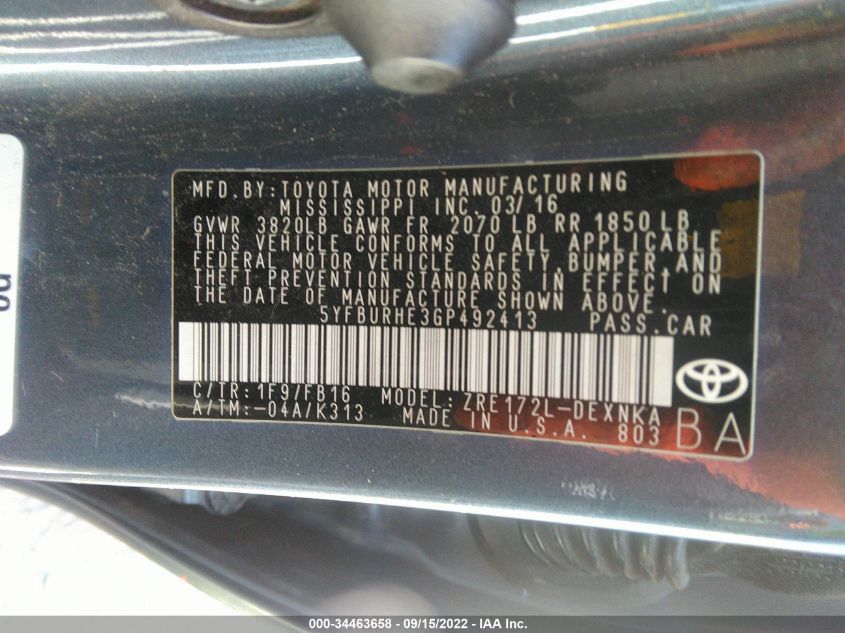 MFD. BY: TOYOTA MOTOR MANUFACTURING
MISSISSIPPI INC. 03/16
GVWR 3820LB GAWR FR 2070 LB RR 1850 LB
THIS VEHICLE CONFORMS TO ALL APPLICABLE
FEDERAL MOTOR VEHICLE SAFETY, BUMPER, AND
THEFT PREVENTION STANDARDS IN EFFECT ON
THE DATE OF MANUFACTURE SHOWN ABOVE.
5YFBURHE3GP492413 PASS. CAR
C/TR: 1F9/FB16 MODEL: ZRE172L-DEXNKA
A/TM: -04A/K313 MADE IN U.S.A. 803
BA
000-34463658 - 09/15/2022 - IAA Inc.